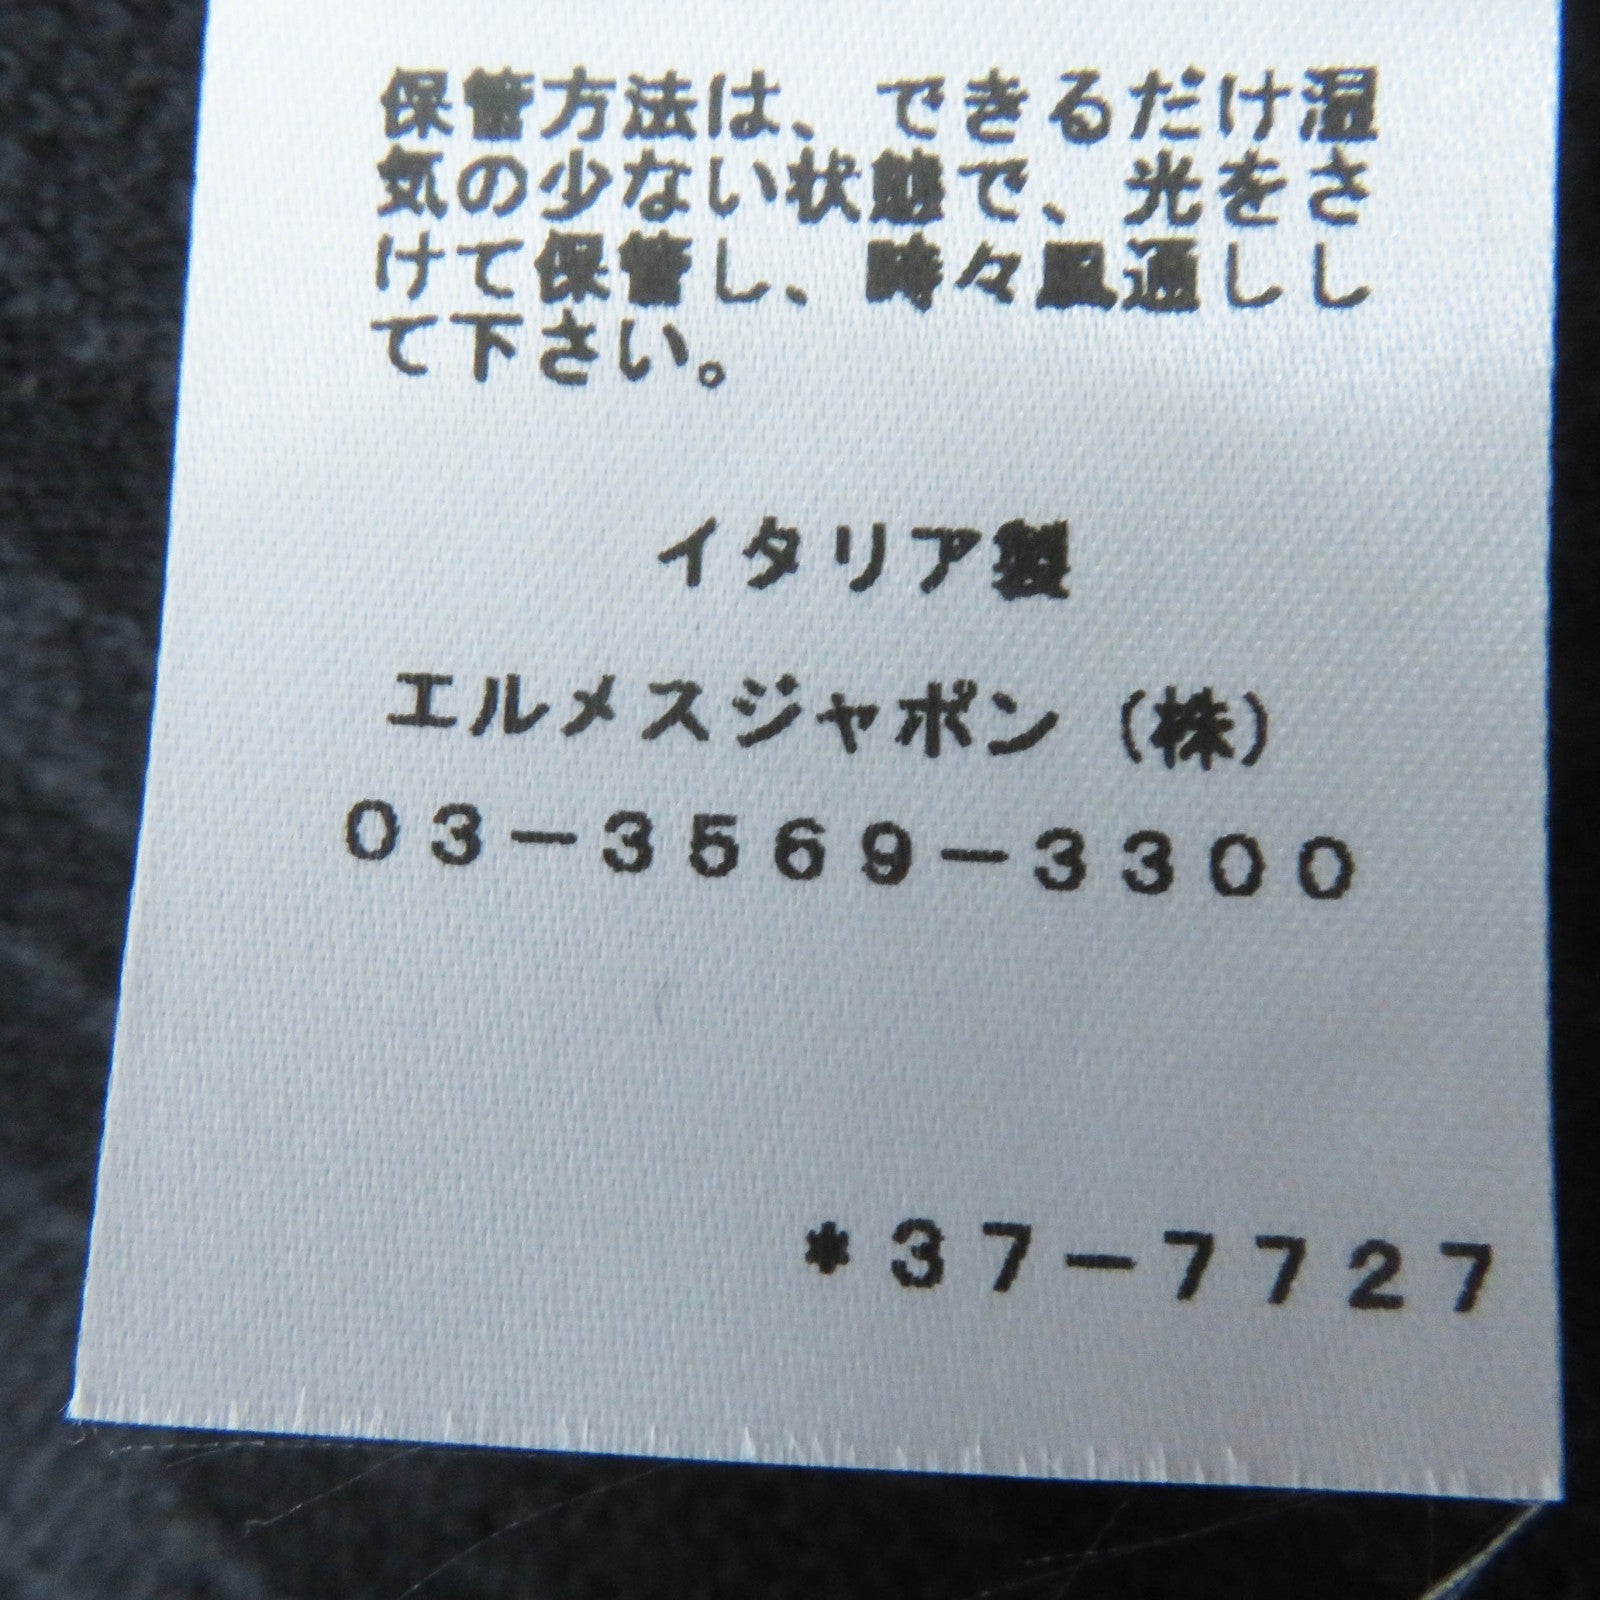 保管方法は、できるだけ湿
気の少ない状態で、光をさ
けて保管し、時々風通しし
て下さい。
イタリア製
エルメスジャポン（株）
03-3569-3300
*37-7727